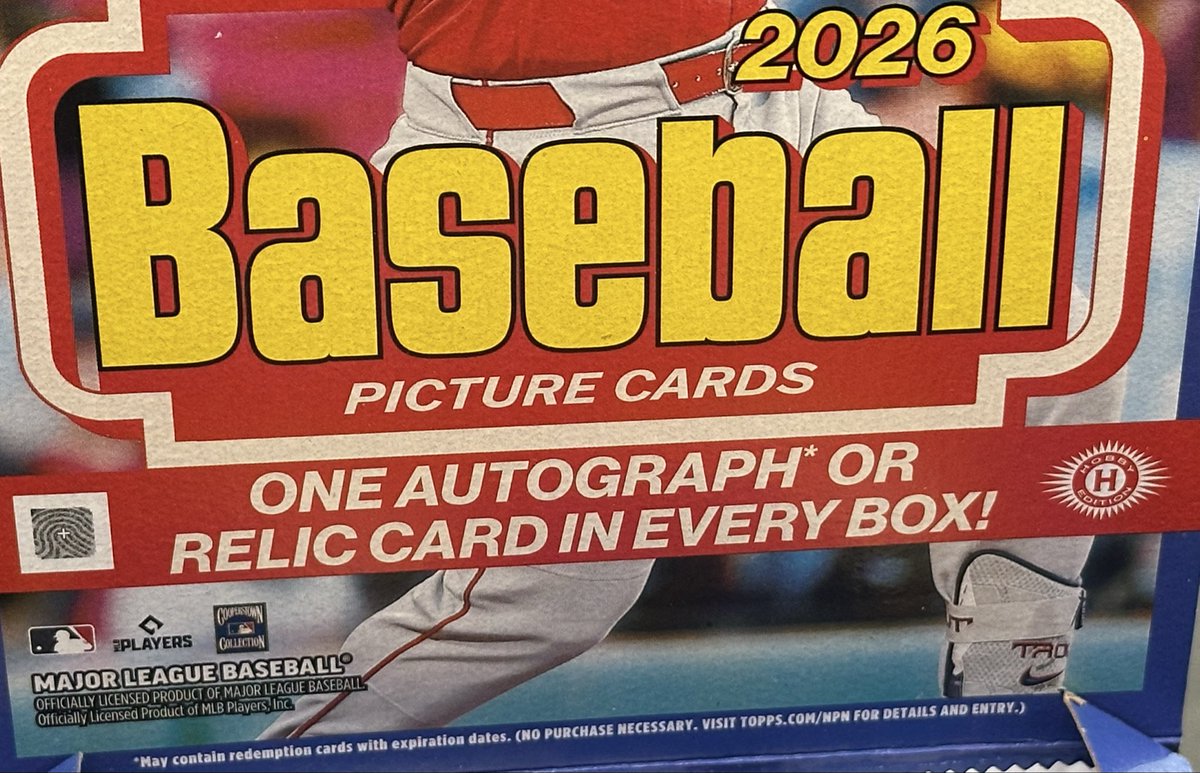 2026
Baseball
PICTURE CARDS
ONE AUTOGRAPH* OR
RELIC CARD IN EVERY BOX!
HOBBY
H
EDITION
MLB PLAYERS
COOPERSTOWN
COLLECTION
TRO
MAJOR LEAGUE BASEBALL®
OFFICIALLY LICENSED PRODUCT OF MAJOR LEAGUE BASEBALL.
Officially Licensed Product of MLB Players, Inc.
*May contain redemption cards with expiration dates. (NO PURCHASE NECESSARY. VISIT TOPPS.COM/NPN FOR DETAILS AND ENTRY.)